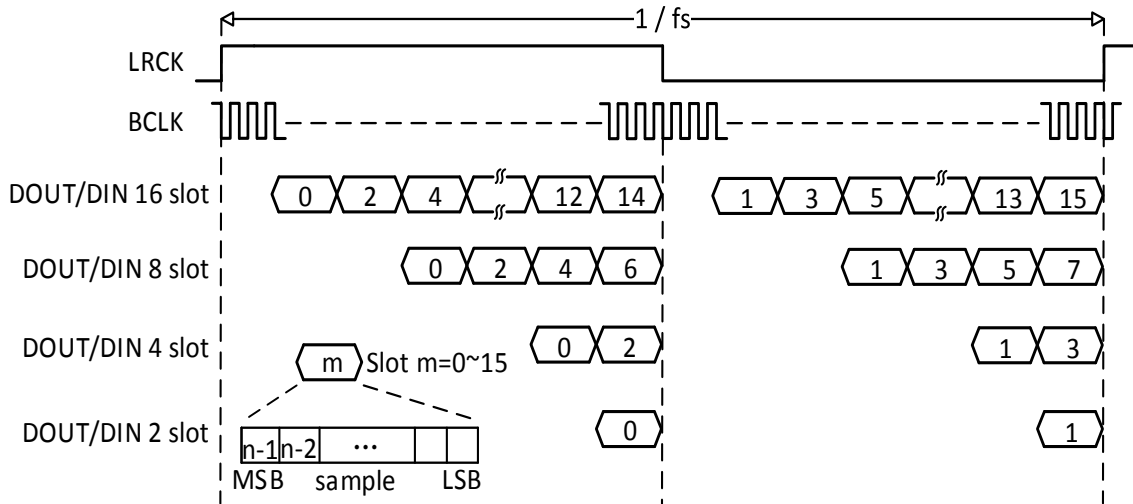 1 / fs
LRCK
BCLK
DOUT/DIN 16 slot 0 2 4 12 14 1 3 5 13 15
DOUT/DIN 8 slot 0 2 4 6 1 3 5 7
DOUT/DIN 4 slot 0 2 1 3
m Slot m=0~15
DOUT/DIN 2 slot 0 1
n-1 n-2 ...
MSB sample LSB